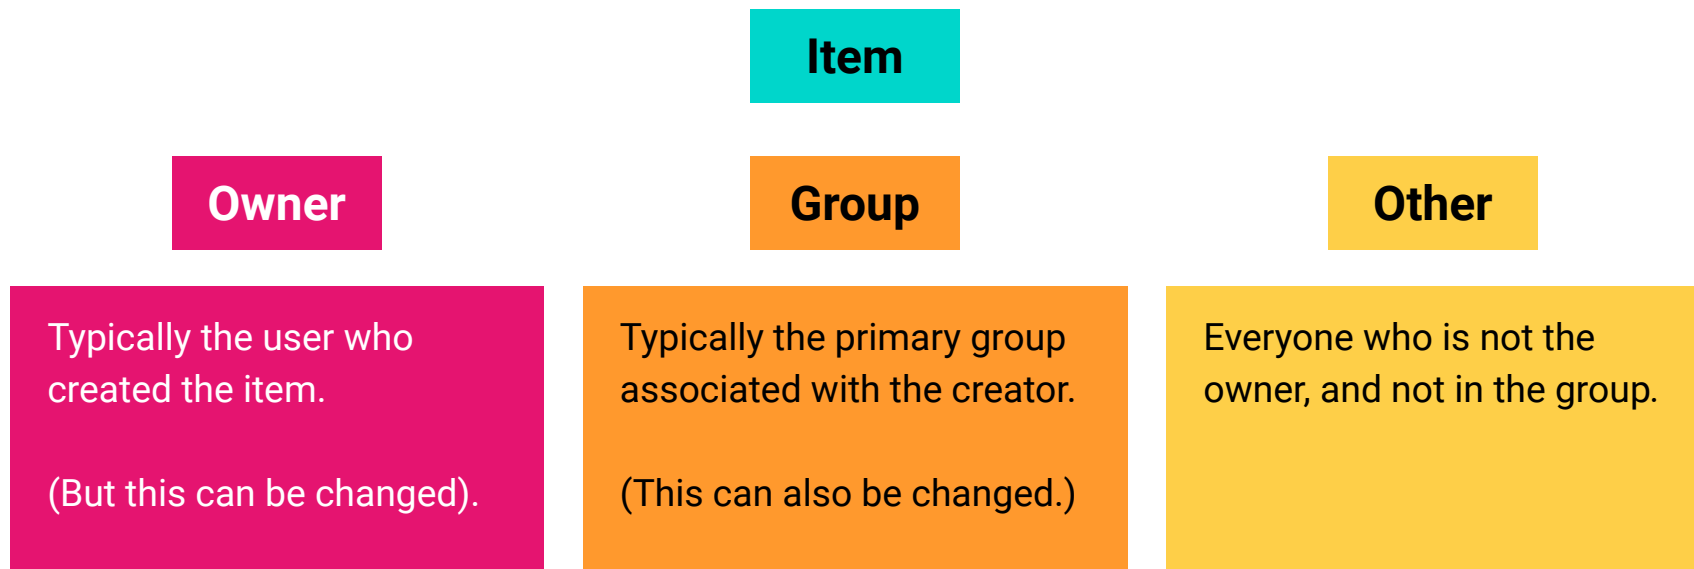 Item
Owner
Group
Other
Typically the user who
created the item.
(But this can be changed).
Typically the primary group
associated with the creator.
(This can also be changed.)
Everyone who is not the
owner, and not in the group.